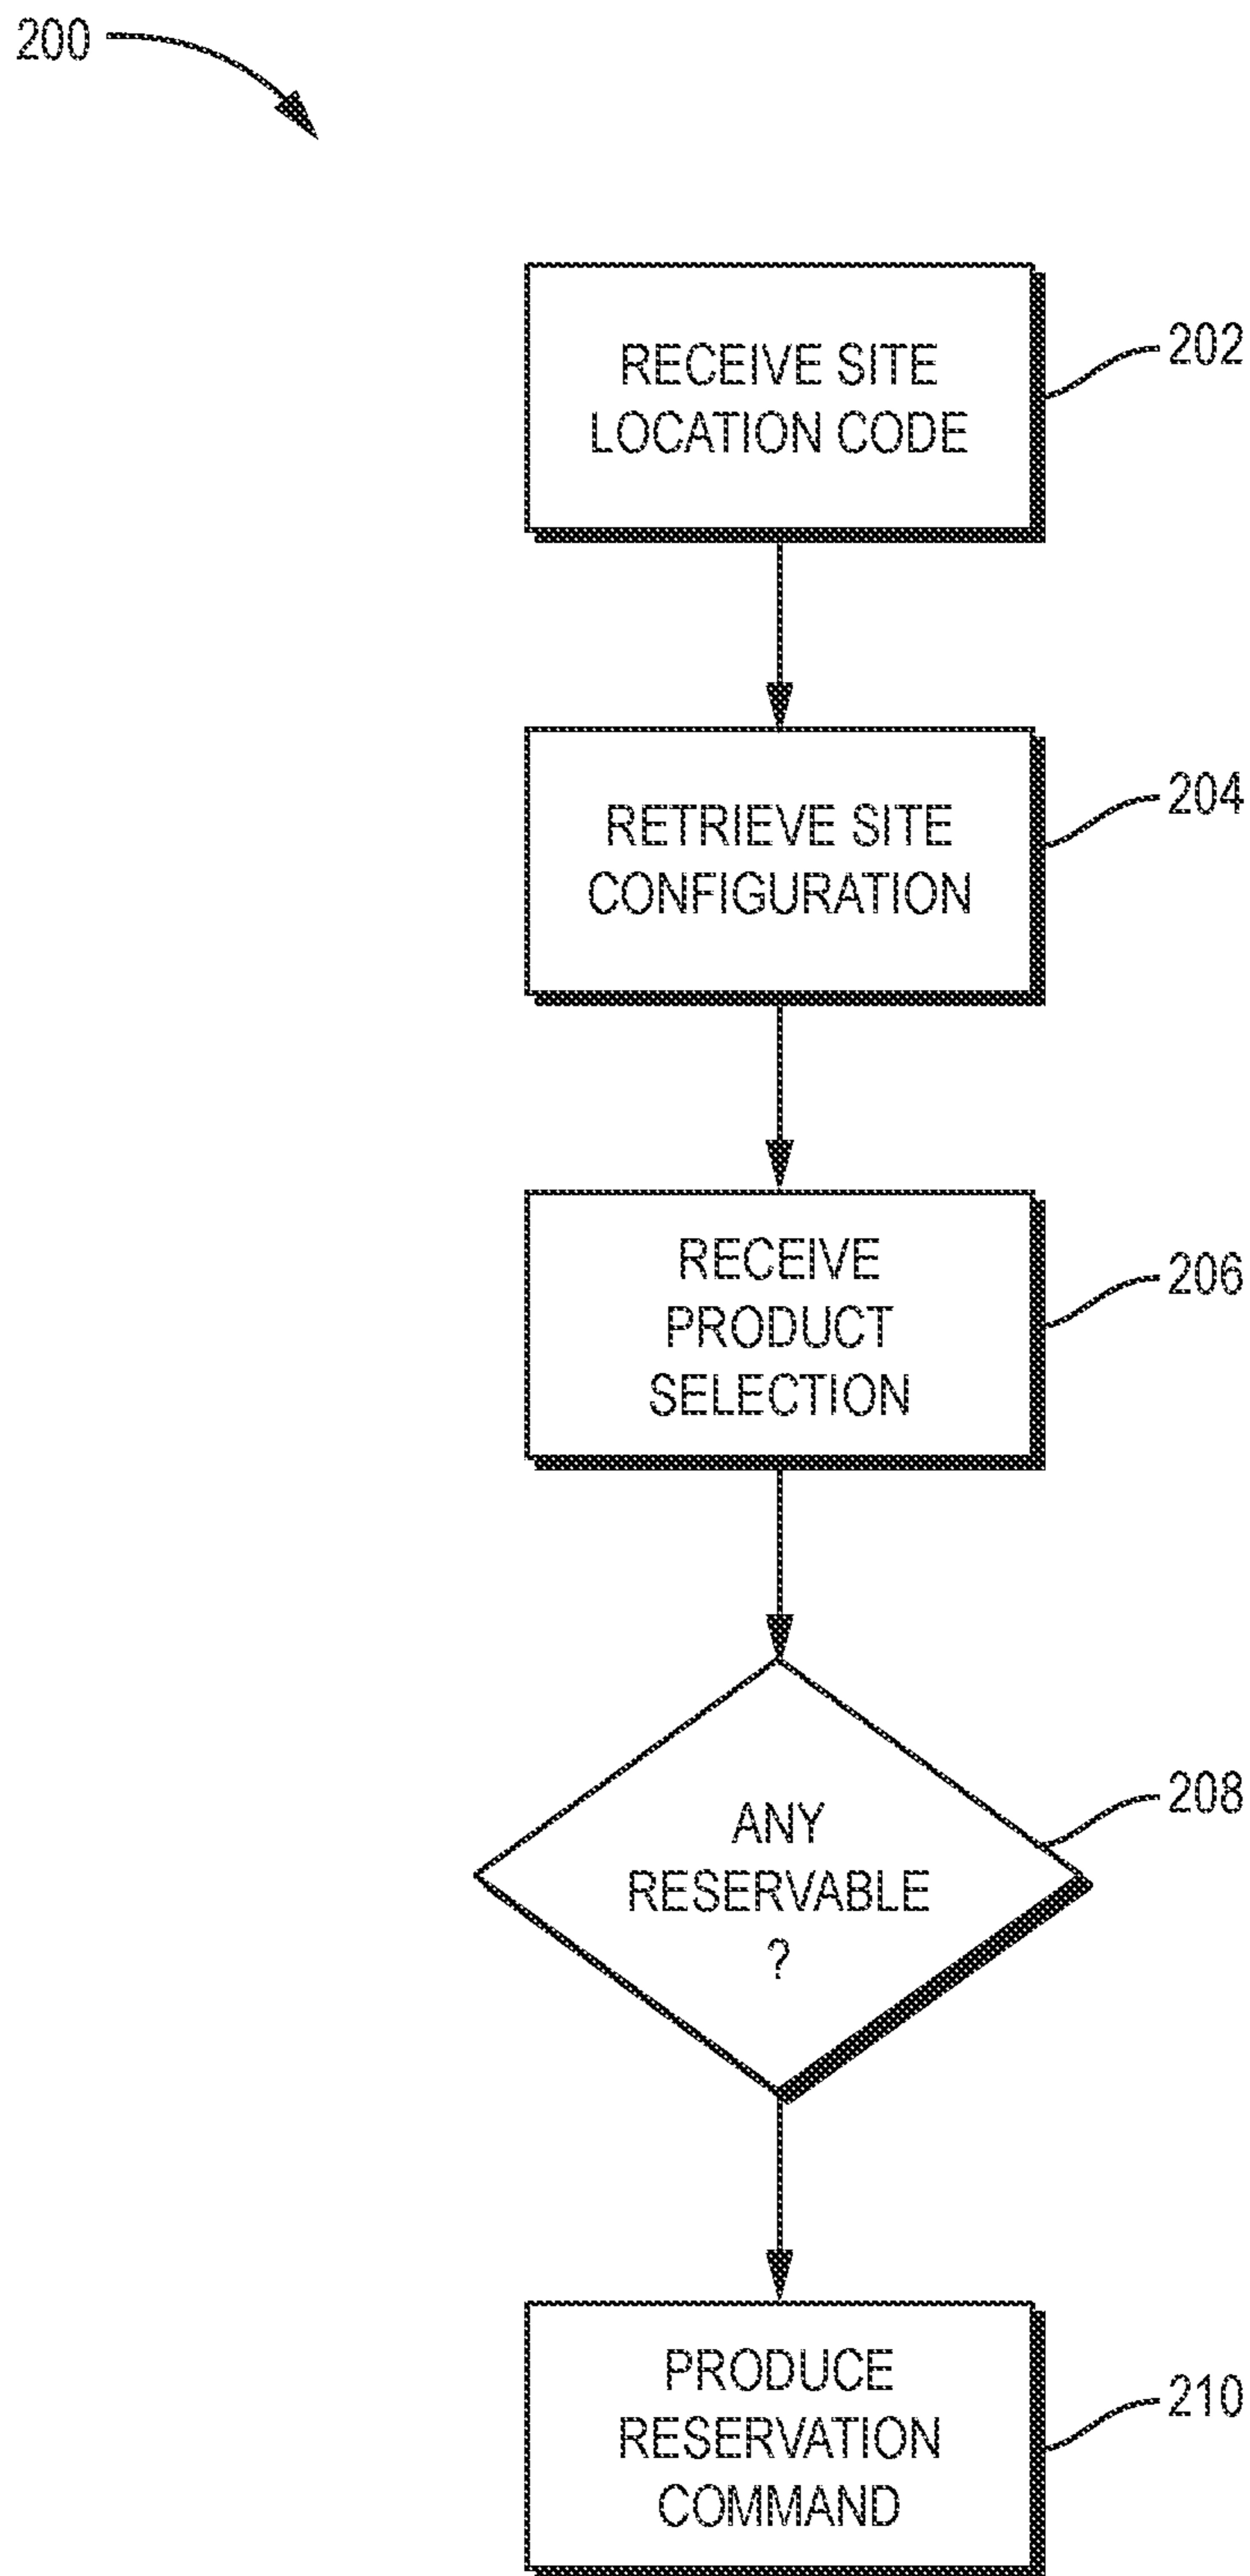 200
RECEIVE SITE
LOCATION CODE
202
RETRIEVE SITE
CONFIGURATION
204
RECEIVE
PRODUCT
SELECTION
206
ANY
RESERVABLE
?
208
PRODUCE
RESERVATION
COMMAND
210